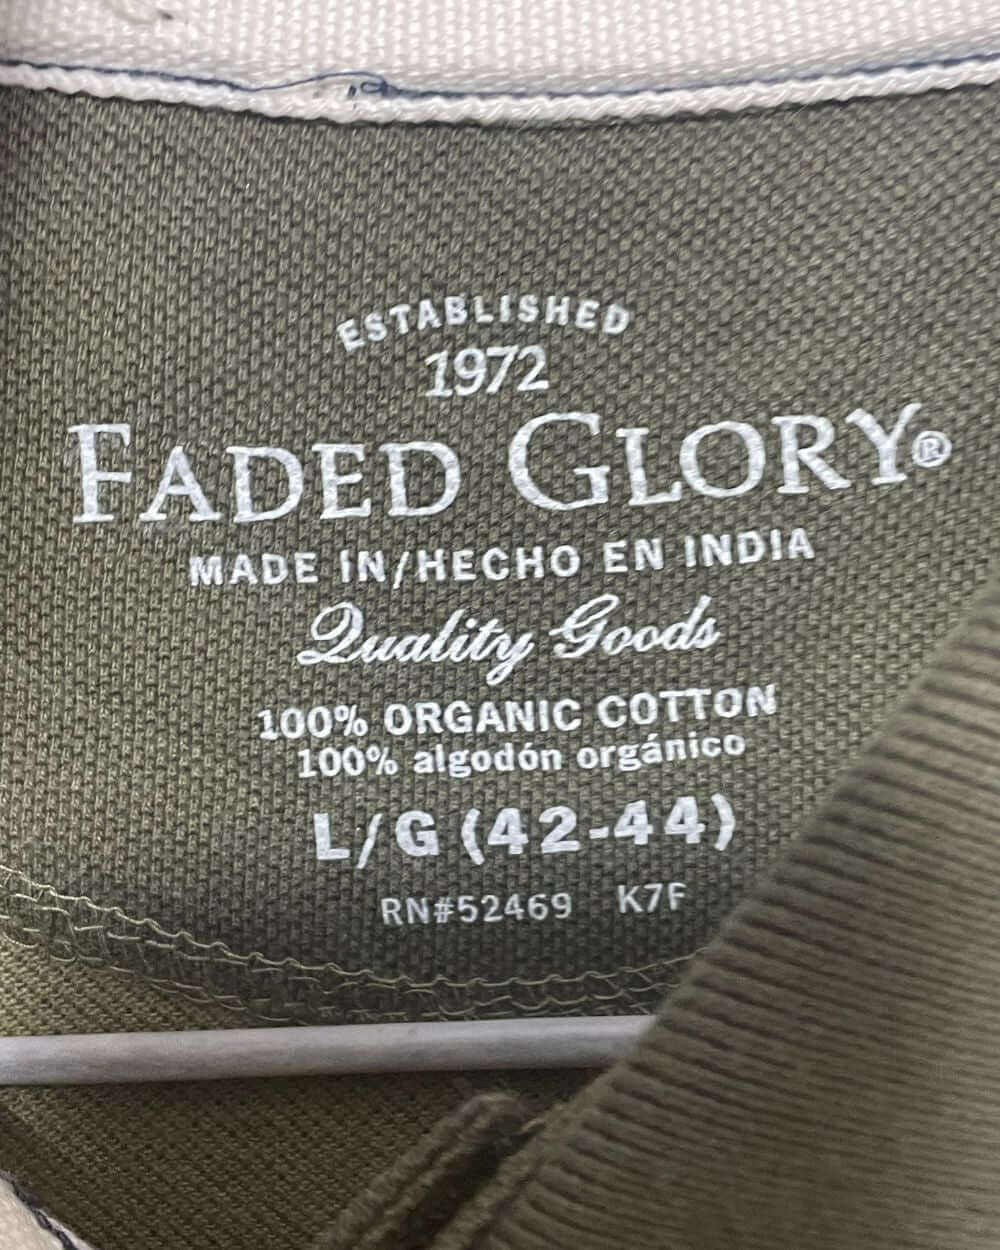 ESTABLISHED
1972
FADED GLORY®
MADE IN/HECHO EN INDIA
Quality Goods
100% ORGANIC COTTON
100% algodón orgánico
L/G (42-44)
RN#52469 K7F